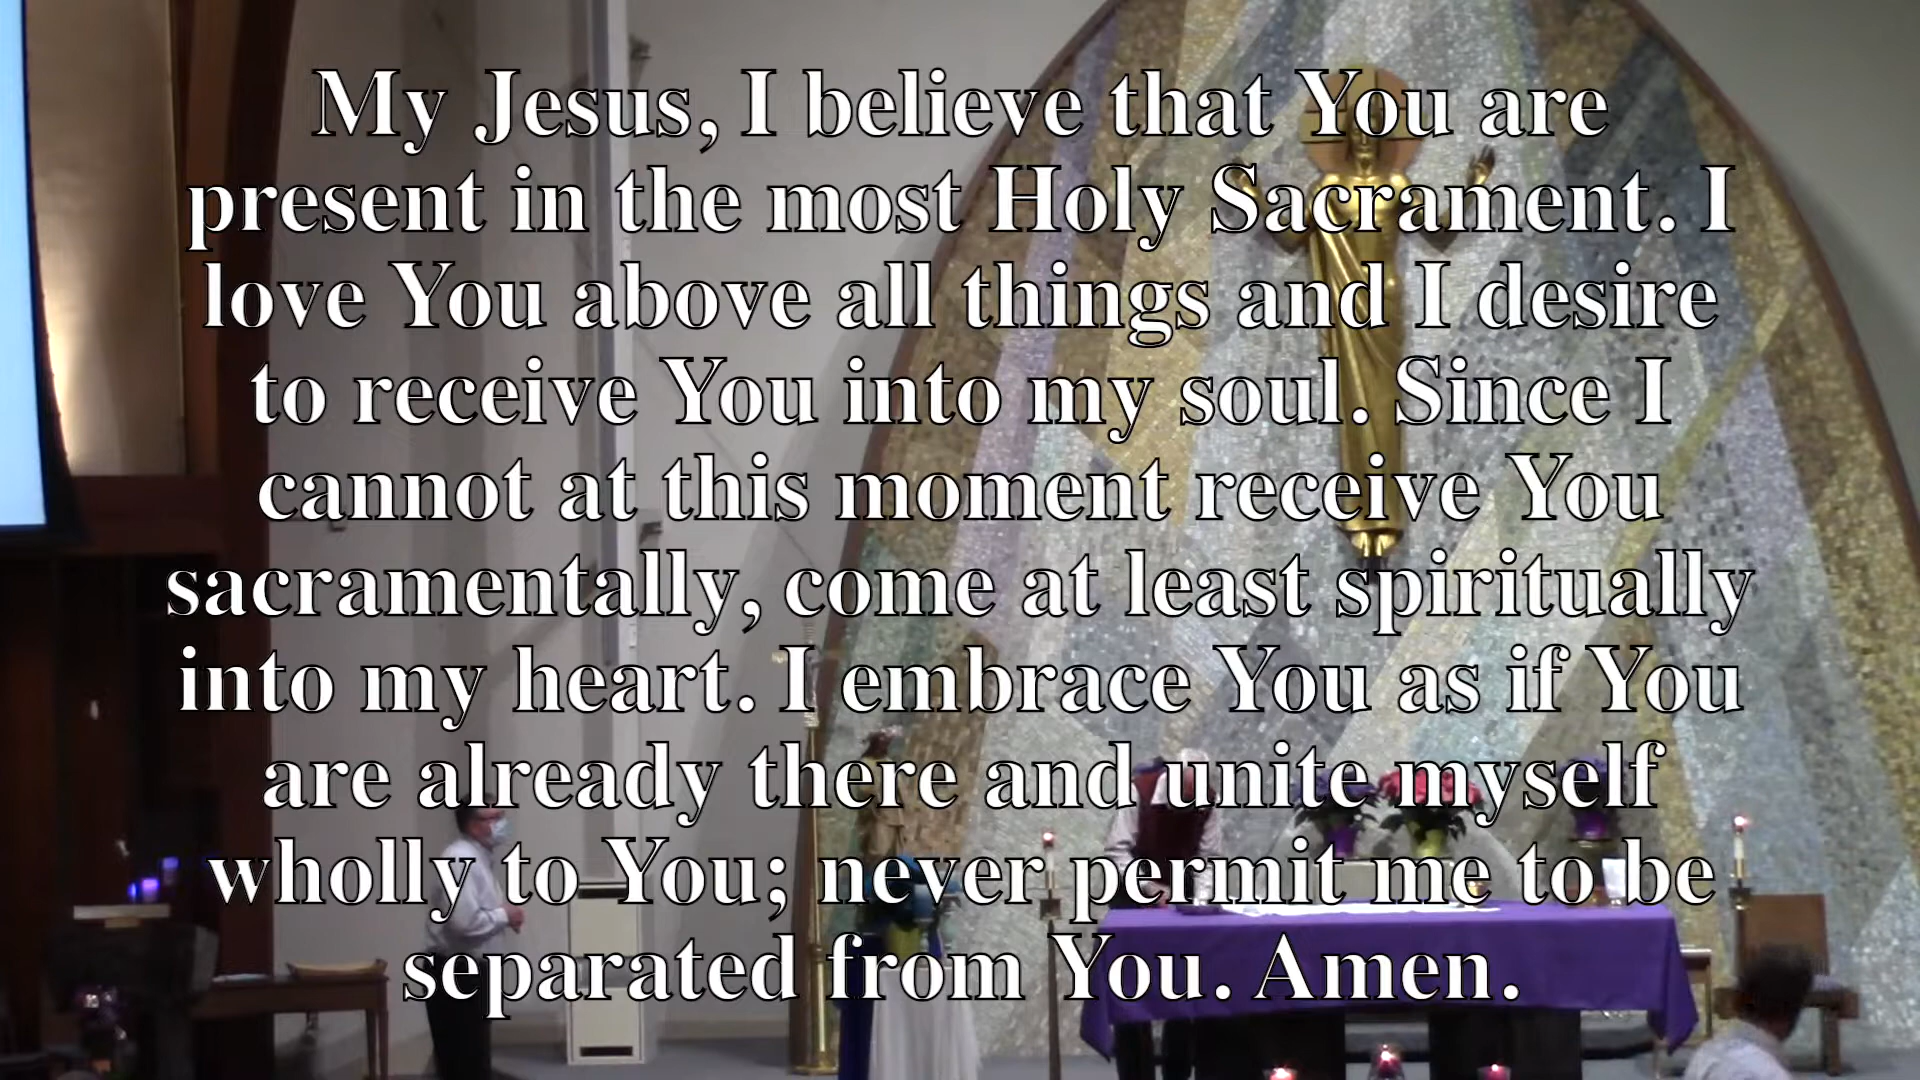 My Jesus, I believe that You are
present in the most Holy Sacrament. I
love You above all things and I desire
to receive You into my soul. Since I
cannot at this moment receive You
sacramentally, come at least spiritually
into my heart. I embrace You as if You
are already there and unite myself
wholly to You; never permit me to be
separated from You. Amen.